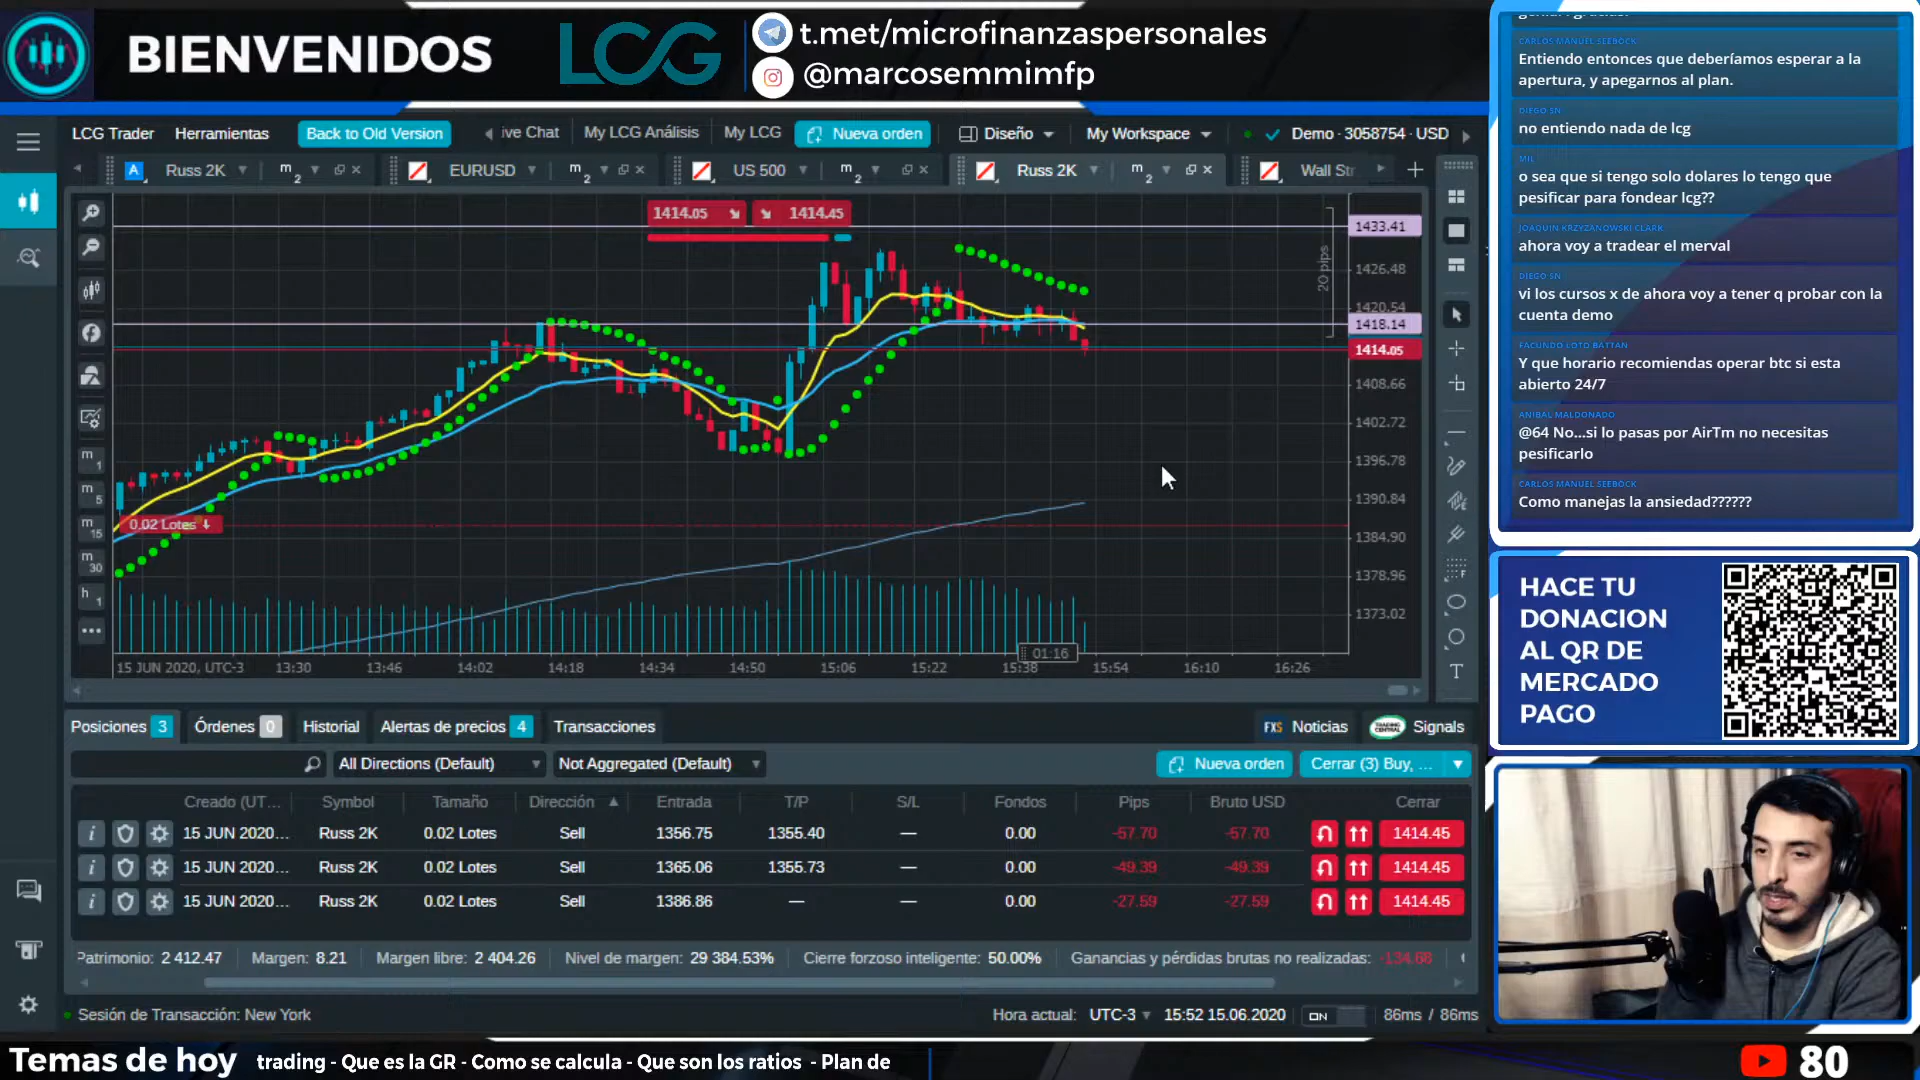 BIENVENIDOS
LCG
t.met/microfinanzaspersonales
@marcosemmimfp
LCG Trader Herramientas Back to Old Version ive Chat My LCG Análisis My LCG Nueva orden Diseño My Workspace Demo · 3058754 · USD
A Russ 2K m2 EURUSD m2 US 500 m2 Russ 2K m2 Wall Str
1414.05 1414.45
1433.41
20 pips
1426.48
1420.54
1418.14
1414.05
1408.66
1402.72
1396.78
1390.84
1384.90
1378.96
1373.02
m1
m5
m15
m30
h1
0.02 Lotes
01:16
15 JUN 2020, UTC-3 13:30 13:46 14:02 14:18 14:34 14:50 15:06 15:22 15:38 15:54 16:10 16:26
T
Posiciones 3 Órdenes 0 Historial Alertas de precios 4 Transacciones FXS Noticias TRADING CENTRAL Signals
All Directions (Default) Not Aggregated (Default) Nueva orden Cerrar (3) Buy, ...
Creado (UT... Symbol Tamaño Dirección Entrada T/P S/L Fondos Pips Bruto USD Cerrar
i 15 JUN 2020... Russ 2K 0.02 Lotes Sell 1356.75 1355.40 — 0.00 -57.70 -57.70 1414.45
i 15 JUN 2020... Russ 2K 0.02 Lotes Sell 1365.06 1355.73 — 0.00 -49.39 -49.39 1414.45
i 15 JUN 2020... Russ 2K 0.02 Lotes Sell 1386.86 — — 0.00 -27.59 -27.59 1414.45
Patrimonio: 2 412.47 Margen: 8.21 Margen libre: 2 404.26 Nivel de margen: 29 384.53% Cierre forzoso inteligente: 50.00% Ganancias y pérdidas brutas no realizadas: -134.68
Sesión de Transacción: New York Hora actual: UTC-3 15:52 15.06.2020 ON 86ms / 86ms
Temas de hoy trading - Que es la GR - Como se calcula - Que son los ratios - Plan de
80
CARLOS MANUEL SEEBOCK
Entiendo entonces que deberíamos esperar a la
apertura, y apegarnos al plan.
DIEGO SN
no entiendo nada de lcg
MIL
o sea que si tengo solo dolares lo tengo que
pesificar para fondear lcg??
JOAQUIN KRZYZANOWSKI CLARK
ahora voy a tradear el merval
DIEGO SN
vi los cursos x de ahora voy a tener q probar con la
cuenta demo
FACUNDO LOTO BATTAN
Y que horario recomiendas operar btc si esta
abierto 24/7
ANIBAL MALDONADO
@64 No...si lo pasas por AirTm no necesitas
pesificarlo
CARLOS MANUEL SEEBOCK
Como manejas la ansiedad??????
HACE TU
DONACION
AL QR DE
MERCADO
PAGO